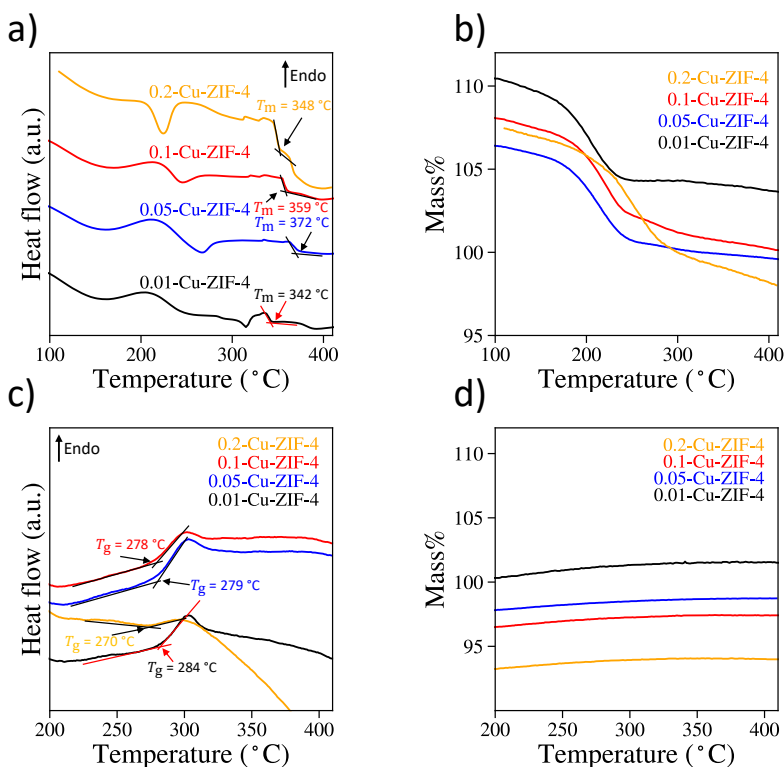 a)
Endo
0.2-Cu-ZIF-4
Tm = 348 °C
0.1-Cu-ZIF-4
Tm = 359 °C
0.05-Cu-ZIF-4
Tm = 372 °C
0.01-Cu-ZIF-4
Tm = 342 °C
Heat flow (a.u.)
100 200 300 400
Temperature (°C)
b)
0.2-Cu-ZIF-4
0.1-Cu-ZIF-4
0.05-Cu-ZIF-4
0.01-Cu-ZIF-4
Mass%
110
105
100
95
100 200 300 400
Temperature (°C)
c)
Endo
0.2-Cu-ZIF-4
0.1-Cu-ZIF-4
0.05-Cu-ZIF-4
0.01-Cu-ZIF-4
Tg = 278 °C
Tg = 279 °C
Tg = 270 °C
Tg = 284 °C
Heat flow (a.u.)
200 250 300 350 400
Temperature (°C)
d)
0.2-Cu-ZIF-4
0.1-Cu-ZIF-4
0.05-Cu-ZIF-4
0.01-Cu-ZIF-4
Mass%
110
105
100
95
200 250 300 350 400
Temperature (°C)